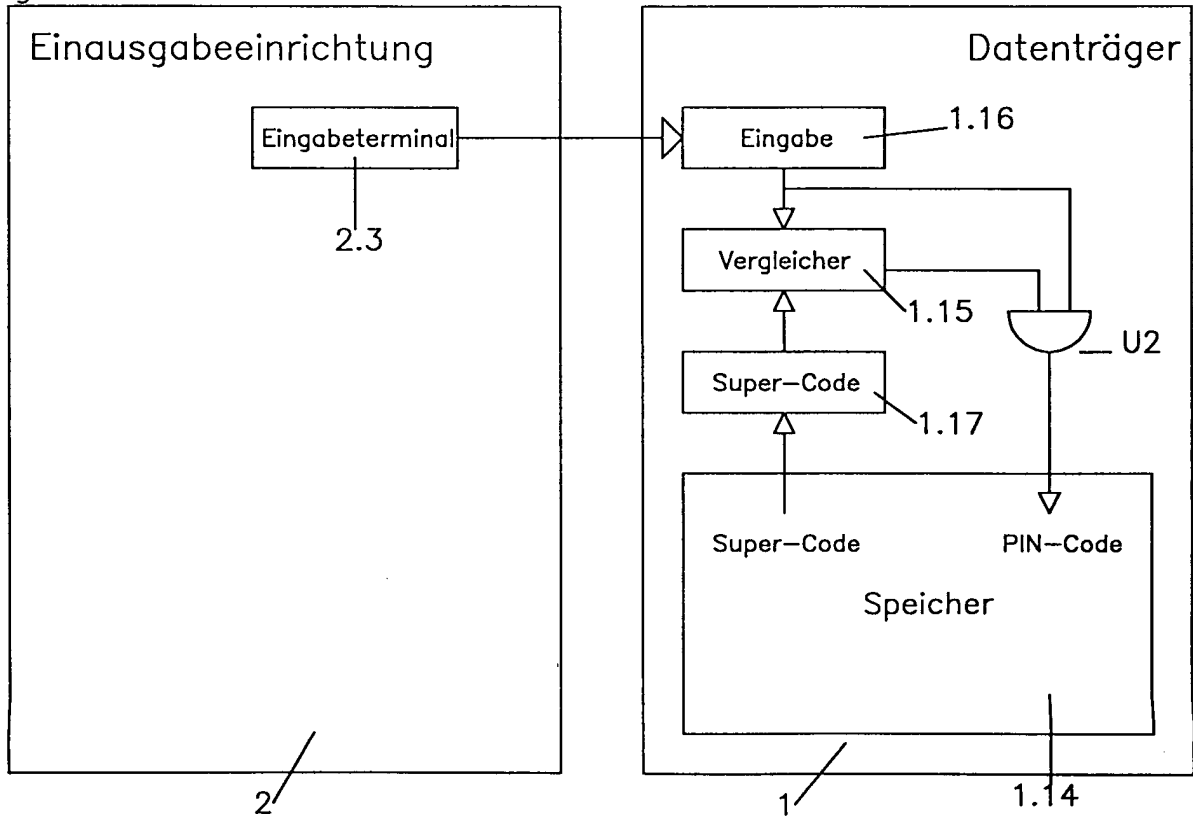 Einausgabeeinrichtung
Datenträger
Eingabeterminal
Eingabe
1.16
2.3
Vergleicher
1.15
U2
Super-Code
1.17
Super-Code
PIN-Code
Speicher
2
1
1.14